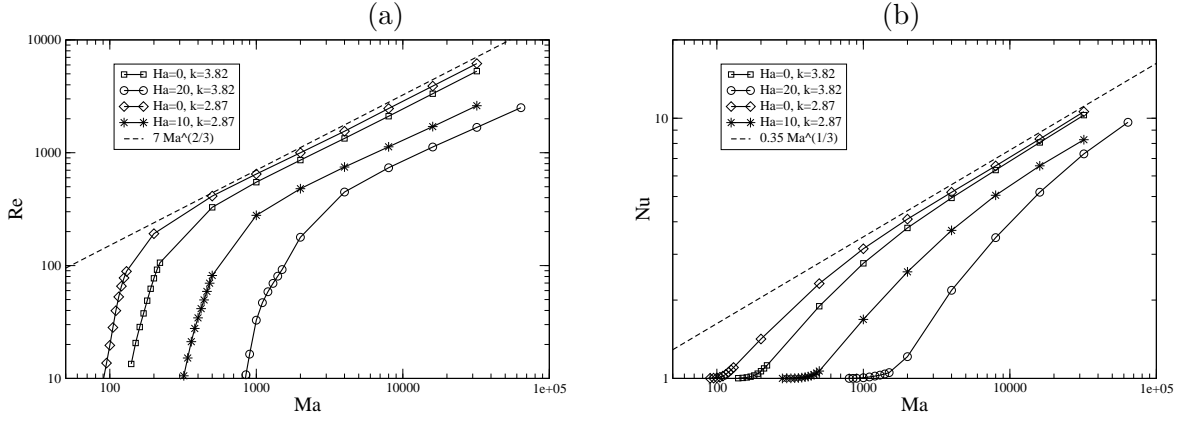 (a)
10000
1000
100
10
Re
Ha=0, k=3.82
Ha=20, k=3.82
Ha=0, k=2.87
Ha=10, k=2.87
7 Ma^(2/3)
100
1000
10000
1e+05
Ma
(b)
10
1
Nu
Ha=0, k=3.82
Ha=20, k=3.82
Ha=0, k=2.87
Ha=10, k=2.87
0.35 Ma^(1/3)
100
1000
10000
1e+05
Ma